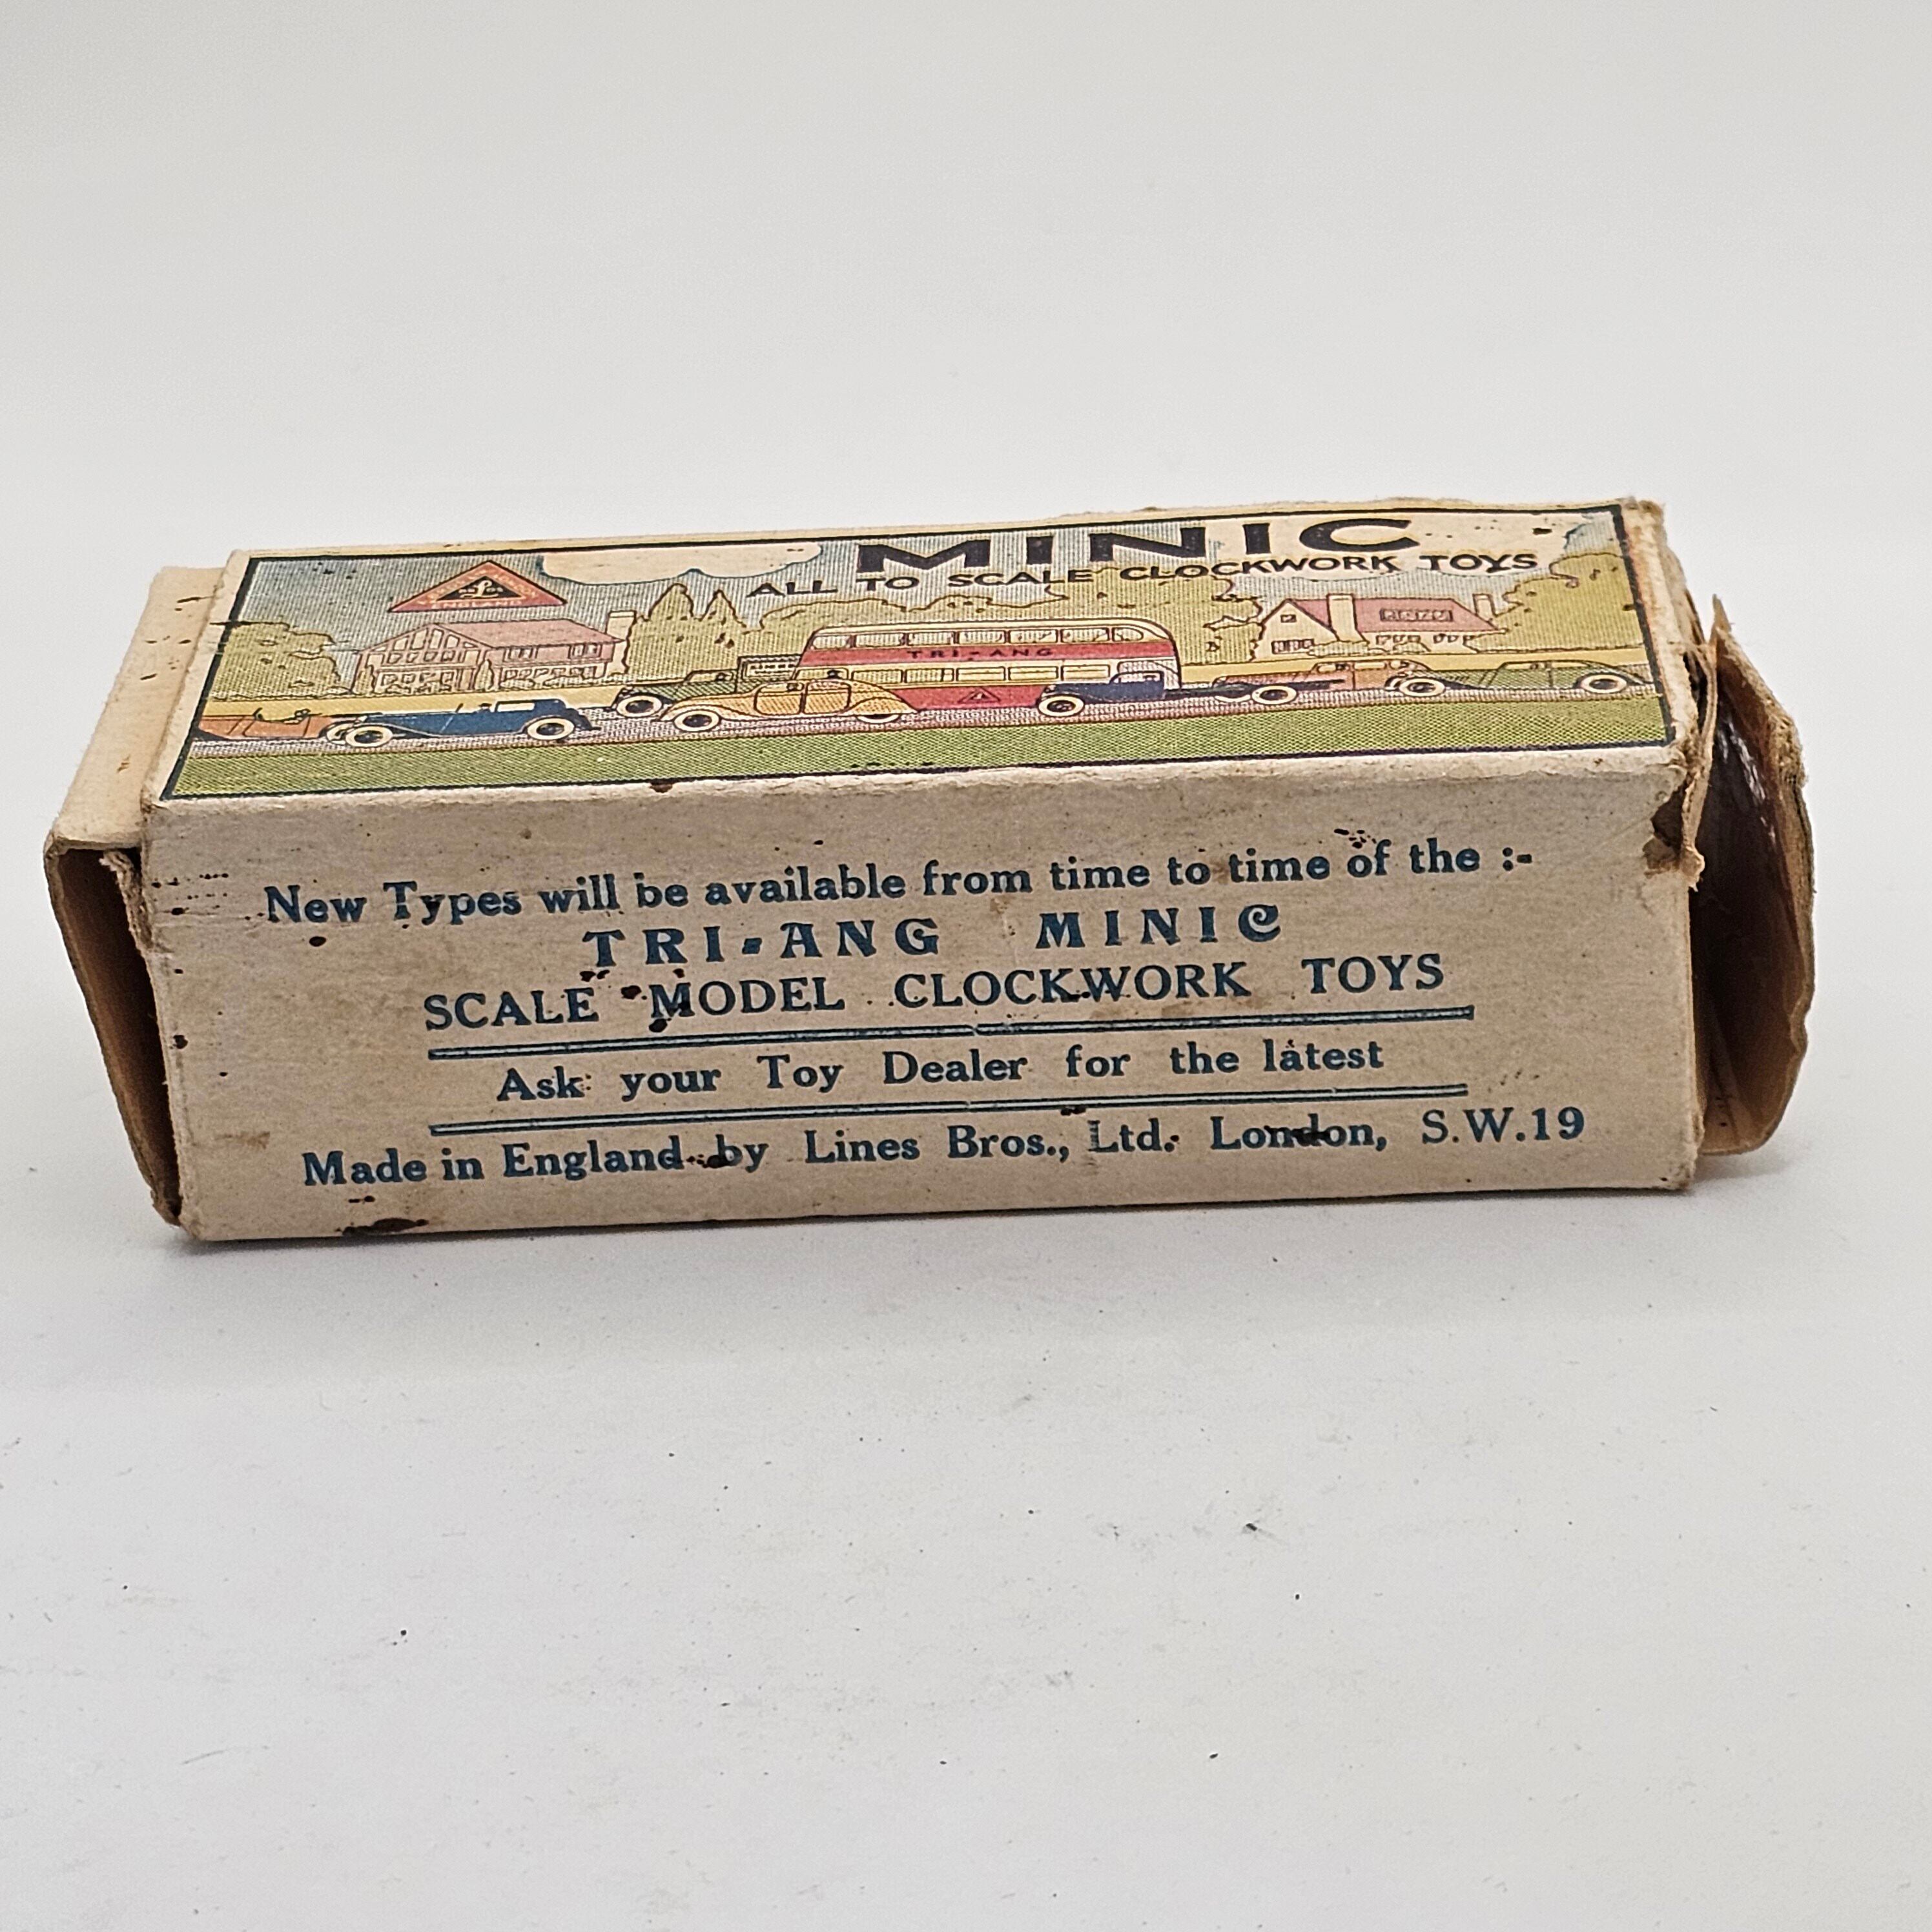 MINIC
ALL TO SCALE CLOCKWORK TOYS
ENGLAND
TRI-ANG
New Types will be available from time to time of the :-
TRI-ANG MINIC
SCALE MODEL CLOCKWORK TOYS
Ask your Toy Dealer for the latest
Made in England by Lines Bros., Ltd. London, S.W.19